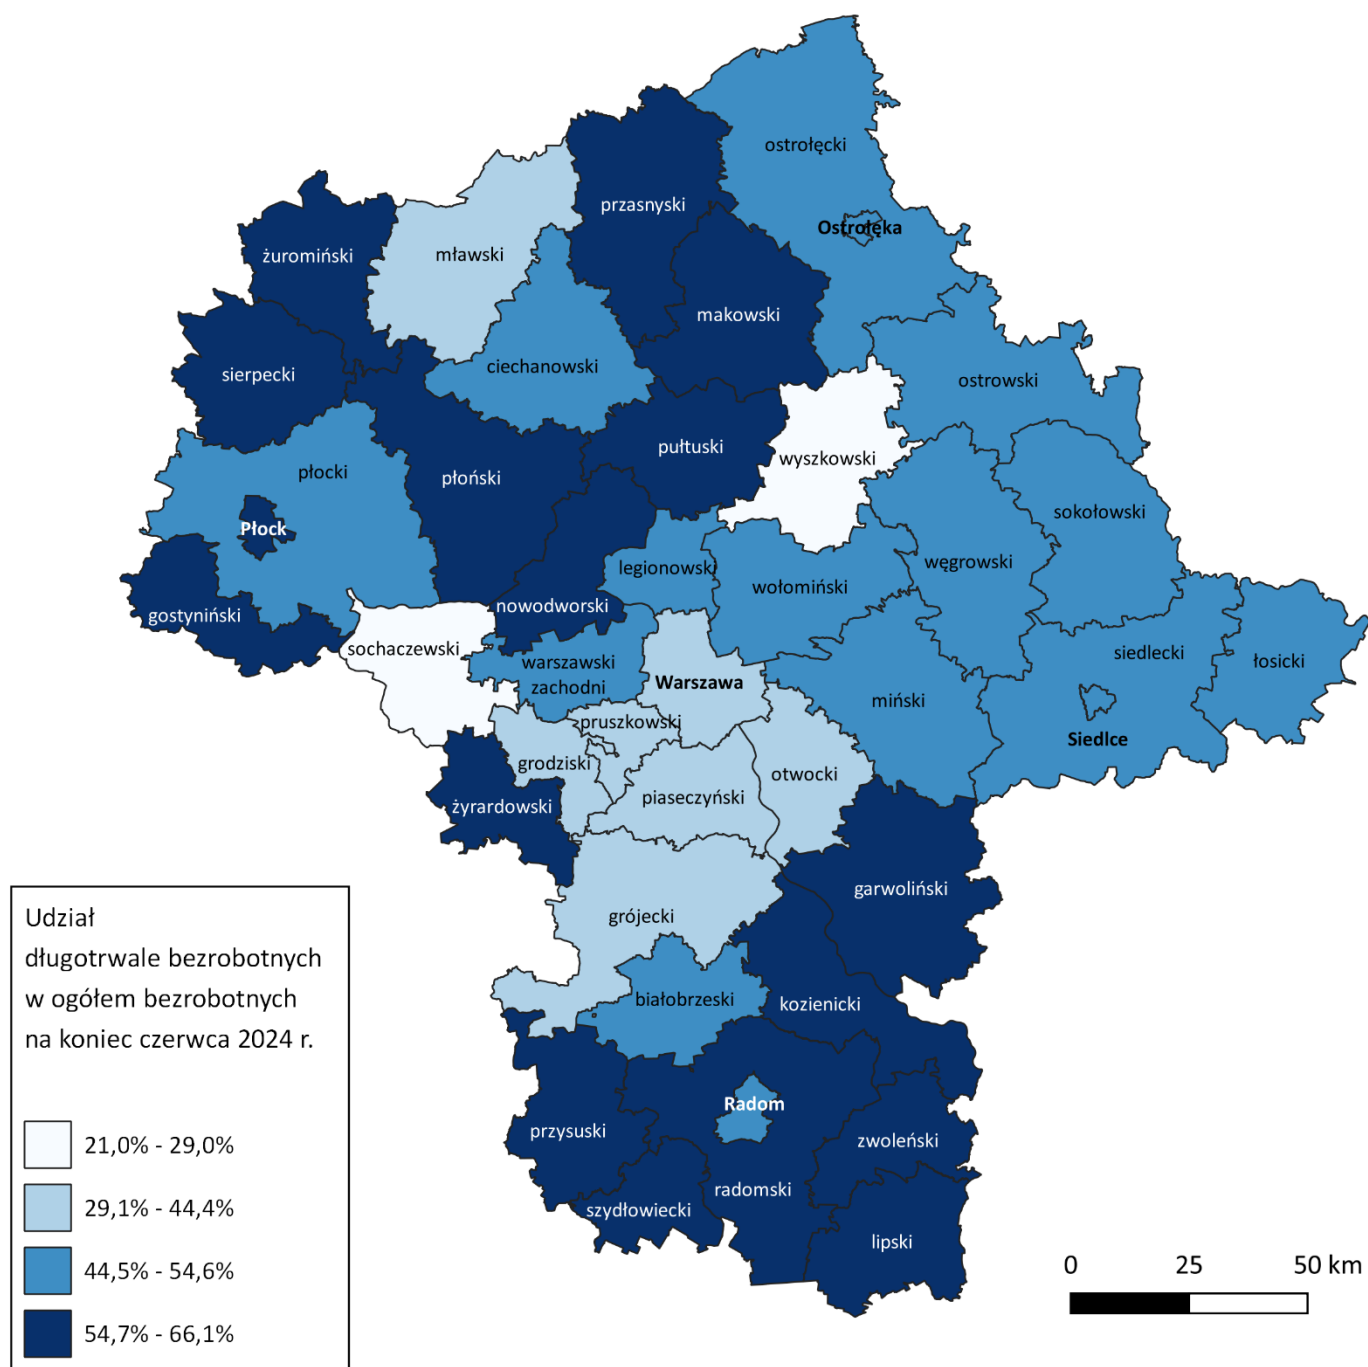 ostrołęcki
przasnyski
Ostrołęka
żuromiński
mławski
makowski
sierpecki
ciechanowski
ostrowski
płocki
płoński
pułtuski
wyszkowski
sokołowski
Płock
legionowski
wołomiński
węgrowski
gostyniński
nowodworski
sochaczewski
warszawski
zachodni
siedlecki
łosicki
Warszawa
miński
pruszkowski
Siedlce
grodziski
otwocki
żyrardowski
piaseczyński
garwoliński
grójecki
białobrzeski
kozienicki
Radom
przysuski
zwoleński
radomski
szydłowiecki
lipski
Udział
długotrwale bezrobotnych
w ogółem bezrobotnych
na koniec czerwca 2024 r.
21,0% - 29,0%
29,1% - 44,4%
44,5% - 54,6%
54,7% - 66,1%
0 25 50 km